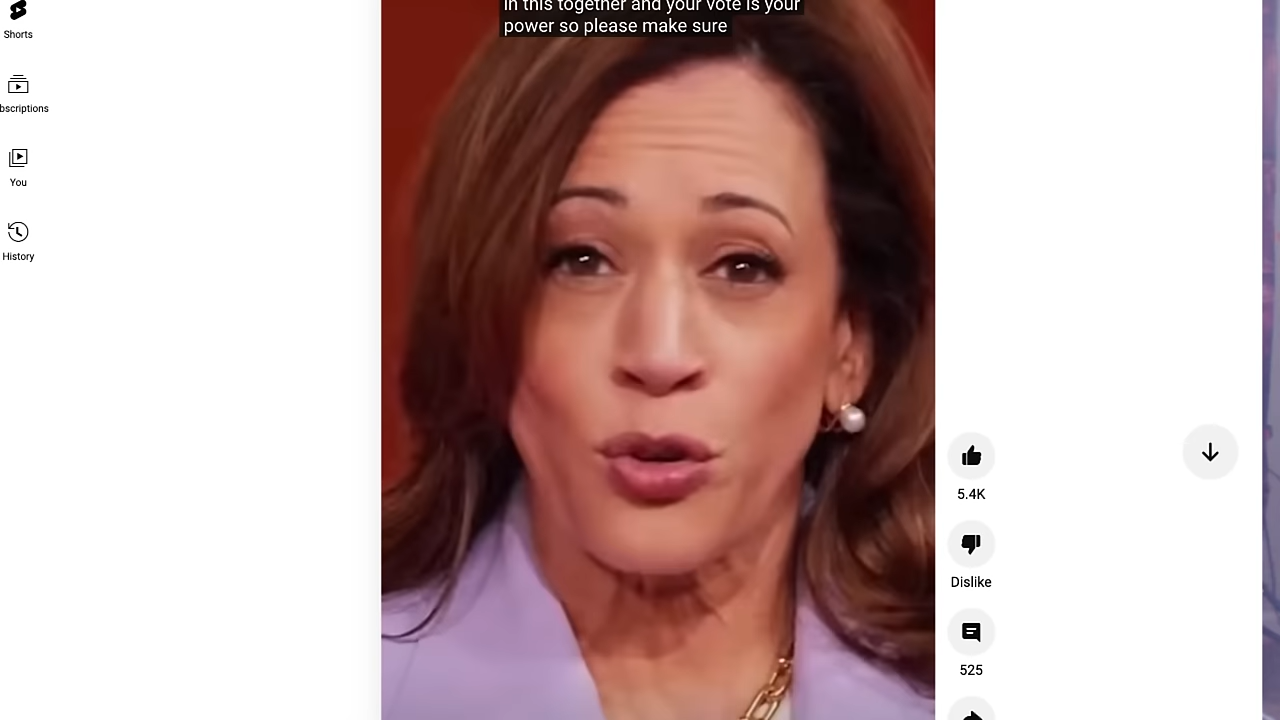 in this together and your vote is your
power so please make sure
Shorts
bscriptions
You
History
5.4K
Dislike
525